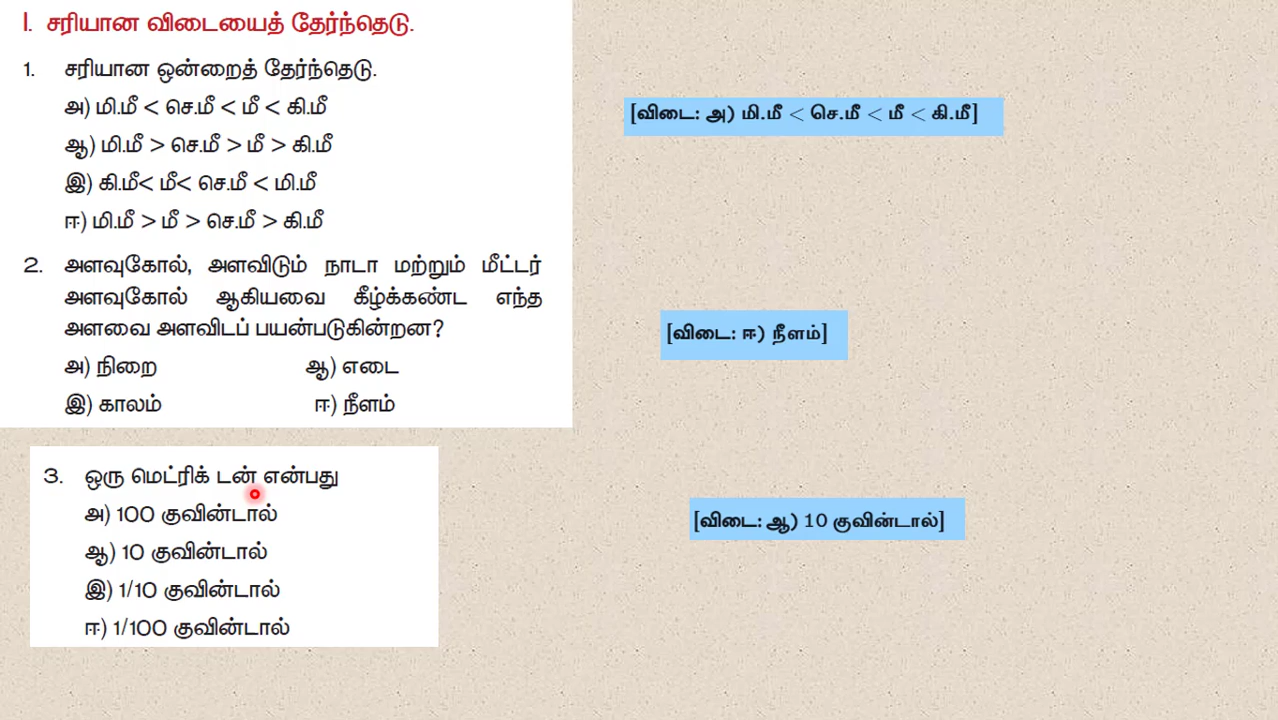 I. சரியான விடையைத் தேர்ந்தெடு.
1. சரியான ஒன்றைத் தேர்ந்தெடு.
அ) மி.மீ < செ.மீ < மீ < கி.மீ
ஆ) மி.மீ > செ.மீ > மீ > கி.மீ
இ) கி.மீ< மீ< செ.மீ < மி.மீ
ஈ) மி.மீ > மீ > செ.மீ > கி.மீ
[விடை: அ) மி.மீ < செ.மீ < மீ < கி.மீ]
2. அளவுகோல், அளவிடும் நாடா மற்றும் மீட்டர்
அளவுகோல் ஆகியவை கீழ்க்கண்ட எந்த
அளவை அளவிடப் பயன்படுகின்றன?
அ) நிறை ஆ) எடை
இ) காலம் ஈ) நீளம்
[விடை: ஈ) நீளம்]
3. ஒரு மெட்ரிக் டன் என்பது
அ) 100 குவின்டால்
ஆ) 10 குவின்டால்
இ) 1/10 குவின்டால்
ஈ) 1/100 குவின்டால்
[விடை: ஆ) 10 குவின்டால்]